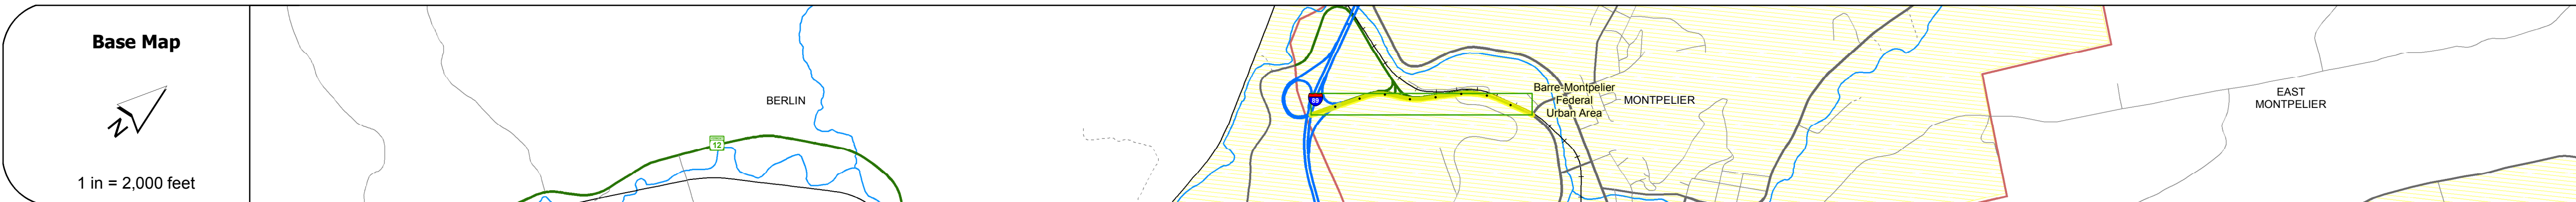 Base Map
N
1 in = 2,000 feet
BERLIN
12
89
Barre-Montpelier
Federal
Urban Area
MONTPELIER
EAST
MONTPELIER